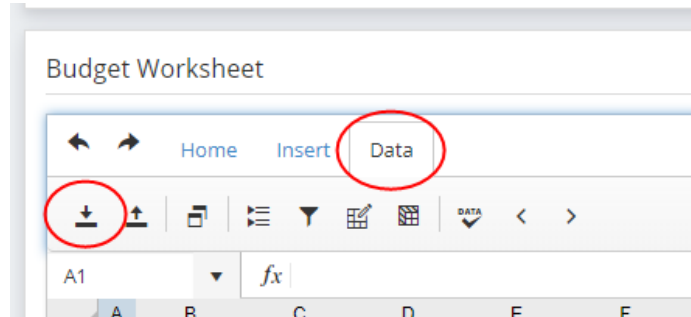 Budget Worksheet
Home Insert Data
DATA
A1 fx
A B C D E F